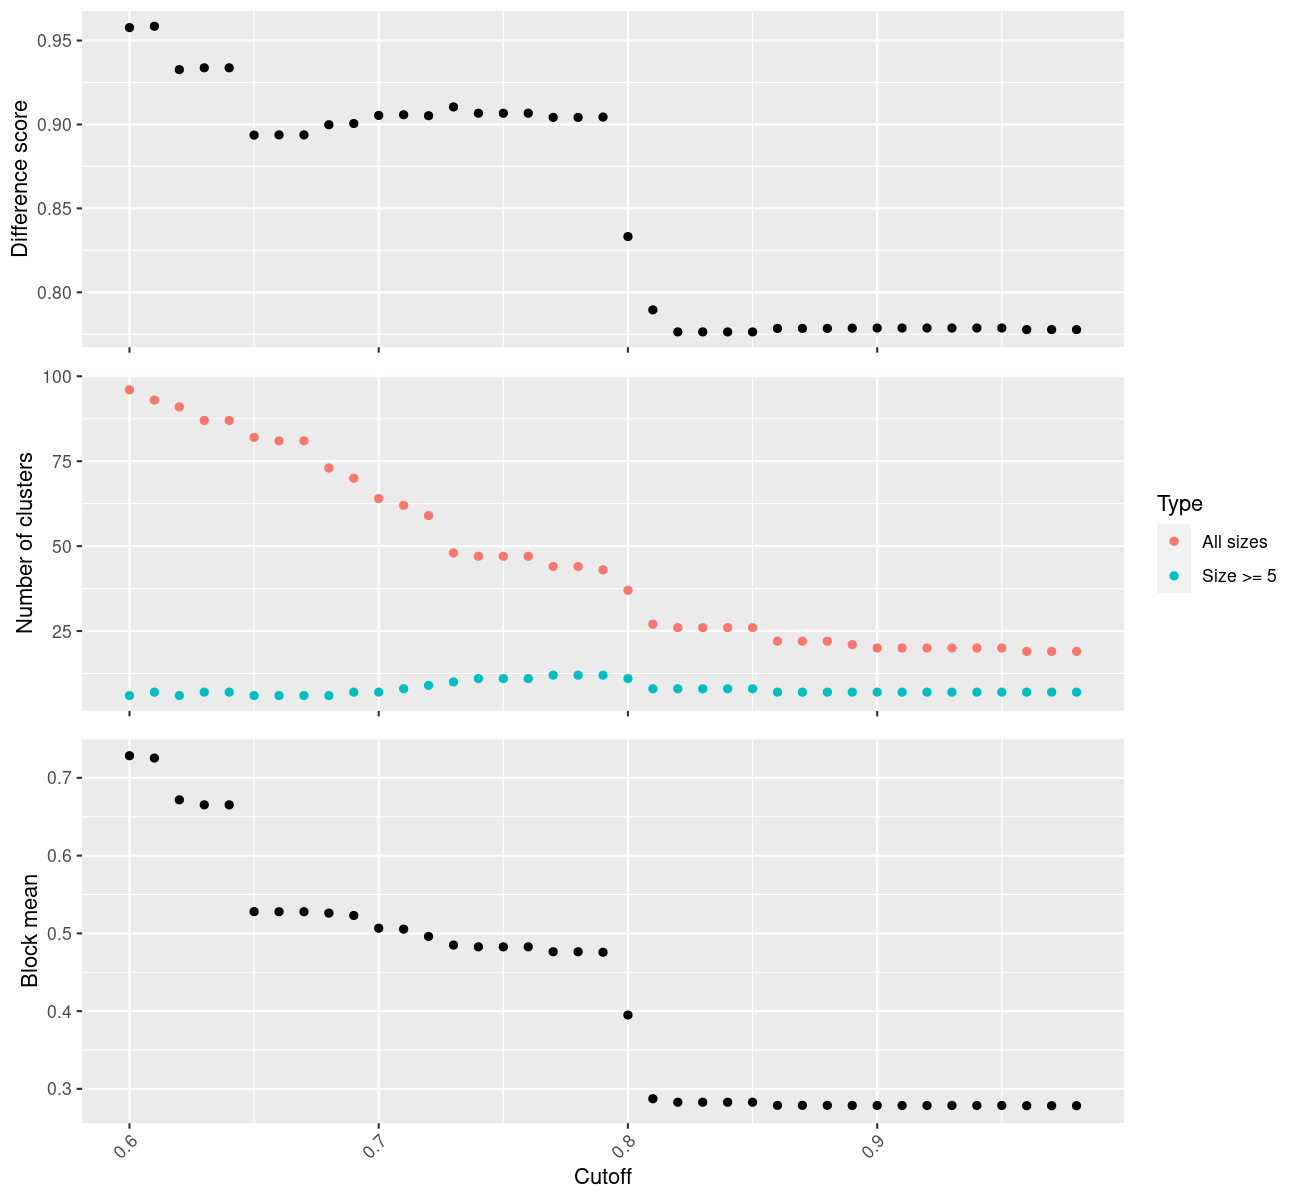 Difference score
0.95
0.90
0.85
0.80
Number of clusters
100
75
50
25
Type
All sizes
Size >= 5
Block mean
0.7
0.6
0.5
0.4
0.3
0.6 0.7 0.8 0.9
Cutoff